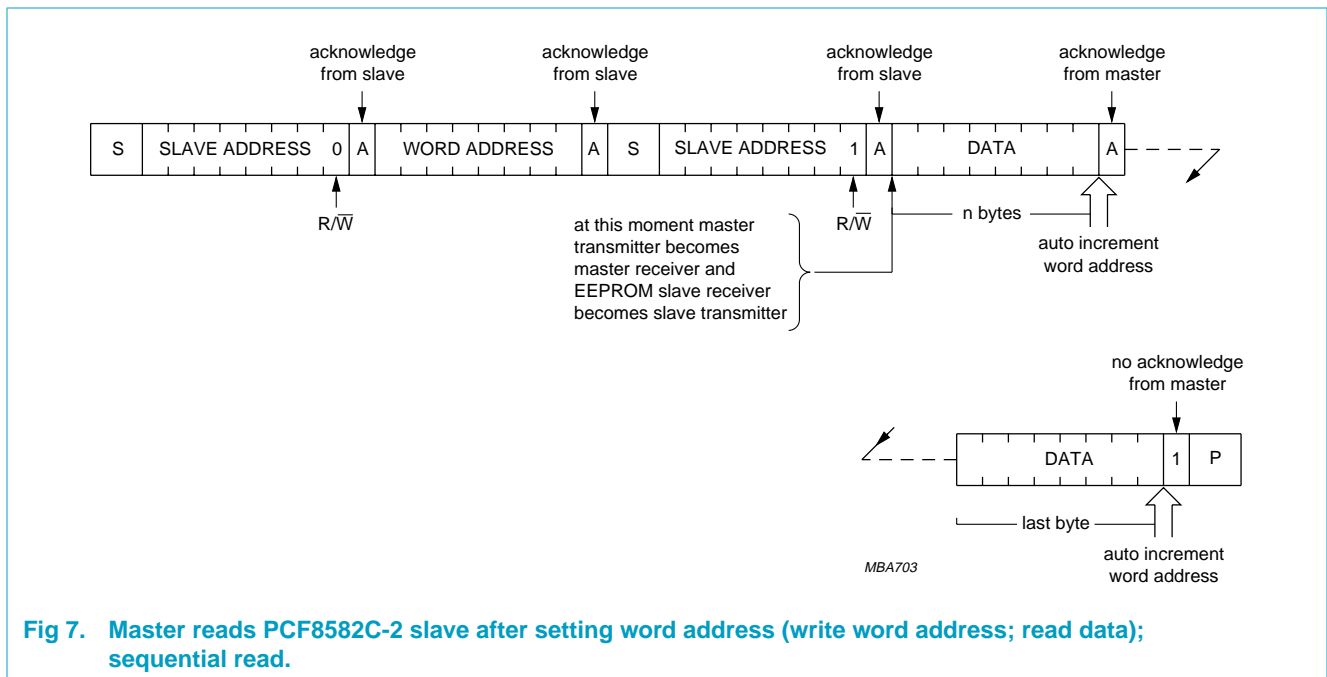 acknowledge
from slave
acknowledge
from slave
acknowledge
from slave
acknowledge
from master
S SLAVE ADDRESS 0 A WORD ADDRESS A S SLAVE ADDRESS 1 A DATA A
R/W̅
R/W̅
n bytes
auto increment
word address
at this moment master
transmitter becomes
master receiver and
EEPROM slave receiver
becomes slave transmitter
no acknowledge
from master
DATA 1 P
last byte
auto increment
word address
MBA703
Fig 7. Master reads PCF8582C-2 slave after setting word address (write word address; read data);
sequential read.